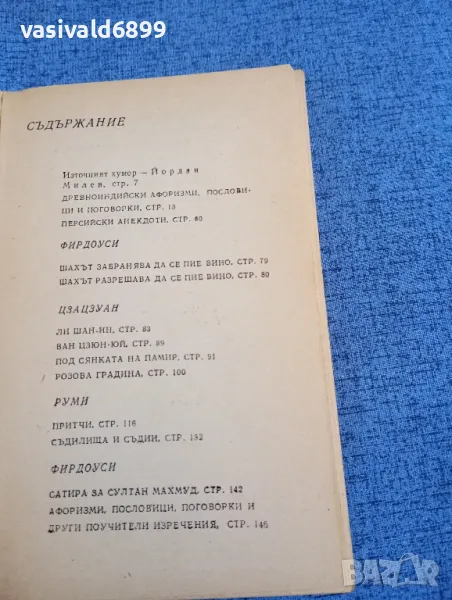 vasivald6899
СЪДЪРЖАНИЕ
Източният хумор — Йордан
Милев, стр. 7
ДРЕВНОИНДИЙСКИ АФОРИЗМИ, ПОСЛОВИ-
ЦИ И ПОГОВОРКИ, СТР. 13
ПЕРСИЙСКИ АНЕКДОТИ, СТР. 60
ФИРДОУСИ
ШАХЪТ ЗАБРАНЯВА ДА СЕ ПИЕ ВИНО, СТР. 79
ШАХЪТ РАЗРЕШАВА ДА СЕ ПИЕ ВИНО, СТР. 80
ЦЗАЦЗУАН
ЛИ ШАН-ИН, СТР. 83
ВАН ЦЗЮН-ЮЙ, СТР. 89
ПОД СЯНКАТА НА ПАМИР, СТР. 91
РОЗОВА ГРАДИНА, СТР. 100
РУМИ
ПРИТЧИ, СТР. 116
СЪДИЛИЩА И СЪДИИ, СТР. 132
ФИРДОУСИ
САТИРА ЗА СУЛТАН МАХМУД, СТР. 142
АФОРИЗМИ, ПОСЛОВИЦИ, ПОГОВОРКИ И
ДРУГИ ПОУЧИТЕЛНИ ИЗРЕЧЕНИЯ, СТР. 146
BAZAR